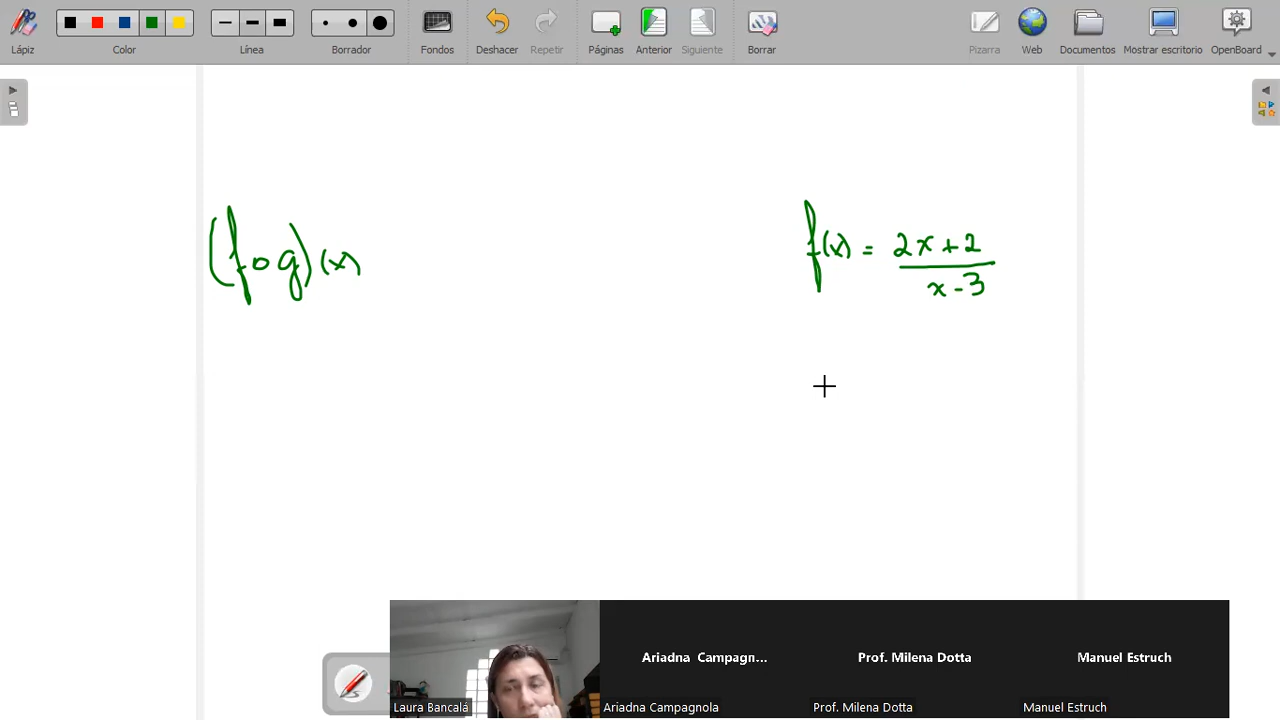 Lápiz Color Línea Borrador Fondos Deshacer Repetir Páginas Anterior Siguiente Borrar Pizarra Web Documentos Mostrar escritorio OpenBoard
(fog)(x)
f(x) = 2x+2
x-3
Ariadna Campagn... Prof. Milena Dotta Manuel Estruch
Laura Bancalá Ariadna Campagnola Prof. Milena Dotta Manuel Estruch